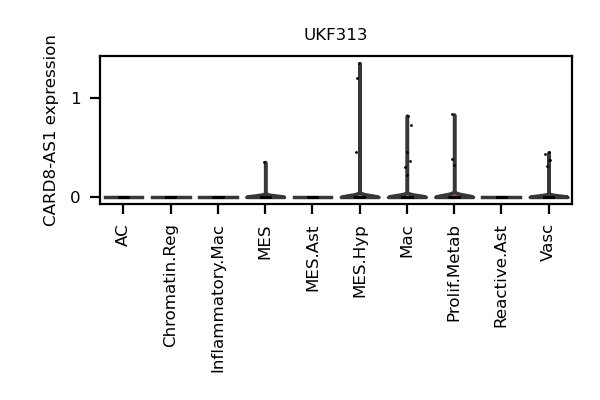 UKF313
CARD8-AS1 expression
1
0
AC
Chromatin.Reg
Inflammatory.Mac
MES
MES.Ast
MES.Hyp
Mac
Prolif.Metab
Reactive.Ast
Vasc